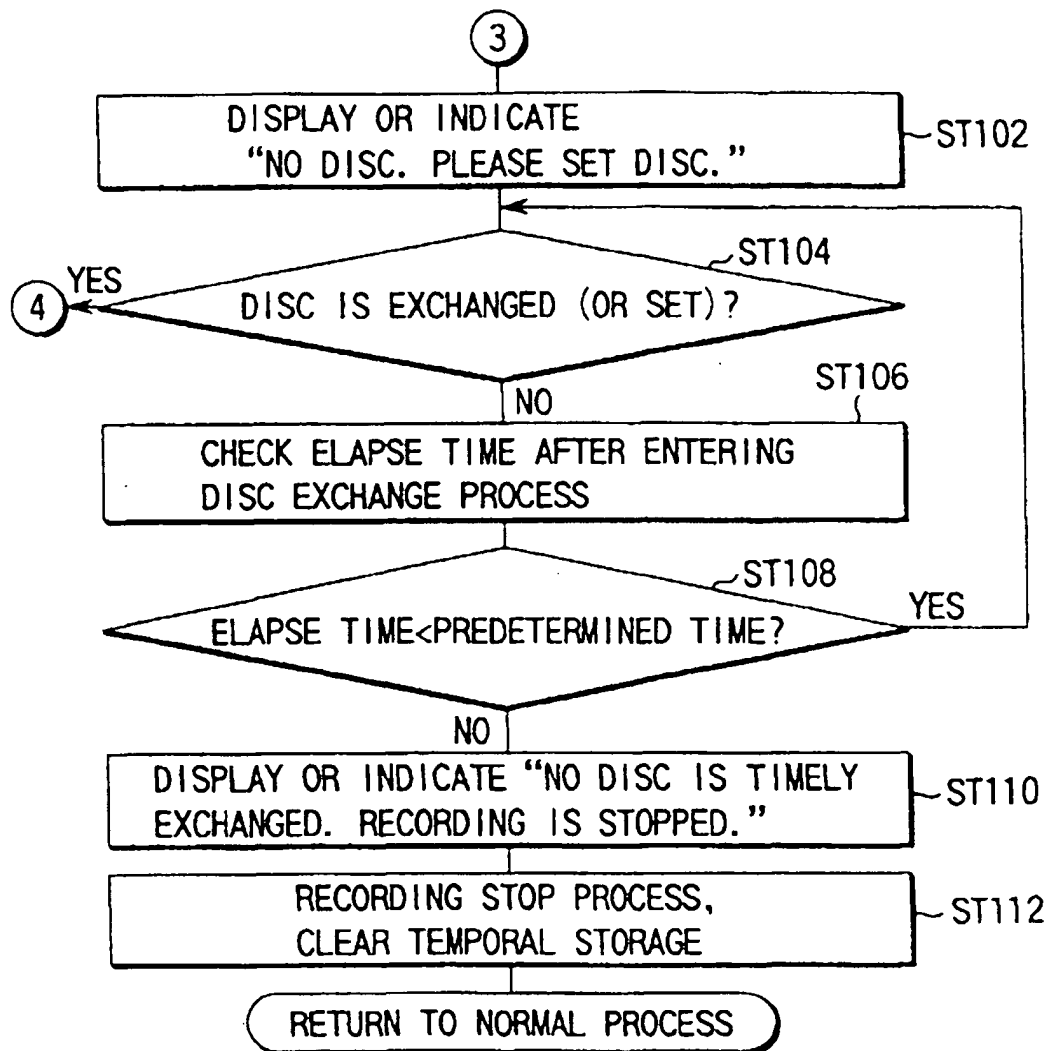 3
DISPLAY OR INDICATE
“NO DISC. PLEASE SET DISC.”
ST102
ST104
YES
4
DISC IS EXCHANGED (OR SET)?
ST106
NO
CHECK ELAPSE TIME AFTER ENTERING
DISC EXCHANGE PROCESS
ST108
YES
ELAPSE TIME<PREDETERMINED TIME?
NO
DISPLAY OR INDICATE “NO DISC IS TIMELY
EXCHANGED. RECORDING IS STOPPED.”
ST110
RECORDING STOP PROCESS,
CLEAR TEMPORAL STORAGE
ST112
RETURN TO NORMAL PROCESS